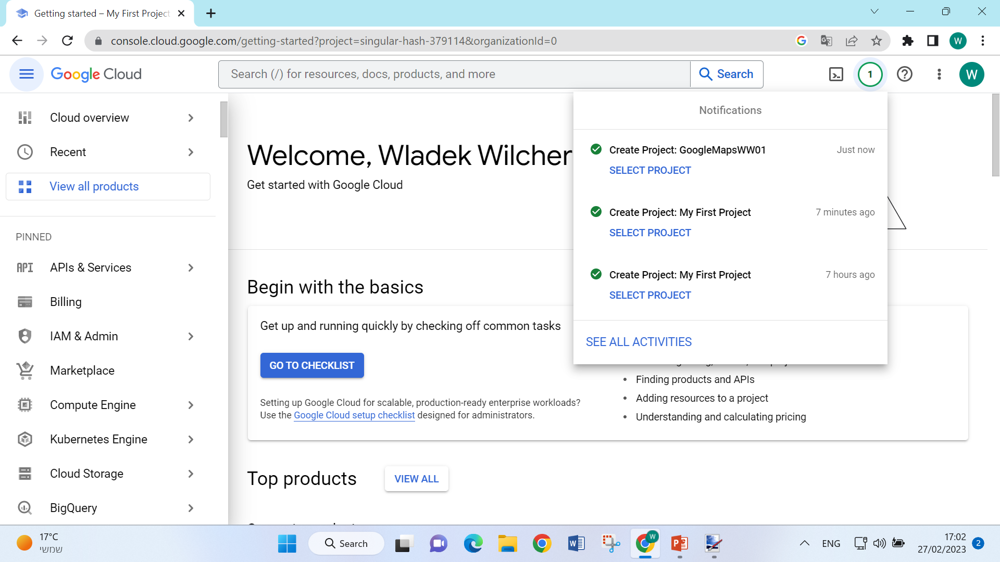 Getting started – My First Project
console.cloud.google.com/getting-started?project=singular-hash-379114&organizationId=0
W
Google Cloud
Search (/) for resources, docs, products, and more
Search
1
W
Cloud overview
Recent
View all products
PINNED
API APIs & Services
Billing
IAM & Admin
Marketplace
Compute Engine
Kubernetes Engine
Cloud Storage
BigQuery
Welcome, Wladek Wilcher
Get started with Google Cloud
Notifications
Create Project: GoogleMapsWW01 Just now
SELECT PROJECT
Create Project: My First Project 7 minutes ago
SELECT PROJECT
Create Project: My First Project 7 hours ago
SELECT PROJECT
SEE ALL ACTIVITIES
Begin with the basics
Get up and running quickly by checking off common tasks
GO TO CHECKLIST
Setting up Google Cloud for scalable, production-ready enterprise workloads?
Use the Google Cloud setup checklist designed for administrators.
• Finding products and APIs
• Adding resources to a project
• Understanding and calculating pricing
Top products
VIEW ALL
17°C
שמשי
Search
W
W
P
ENG
17:02
27/02/2023
2